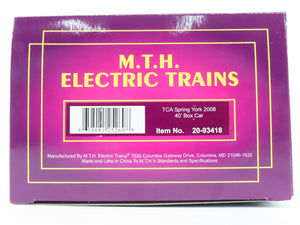 M.T.H.
ELECTRIC TRAINS
TCA Spring York 2008
40' Box Car
Item No. 20-93418
Manufactured By M.T.H. Electric Trains® 7020 Columbia Gateway Drive, Columbia, MD 21046-1532
Made and Litho in China To M.T.H.'s Standards and Specifications